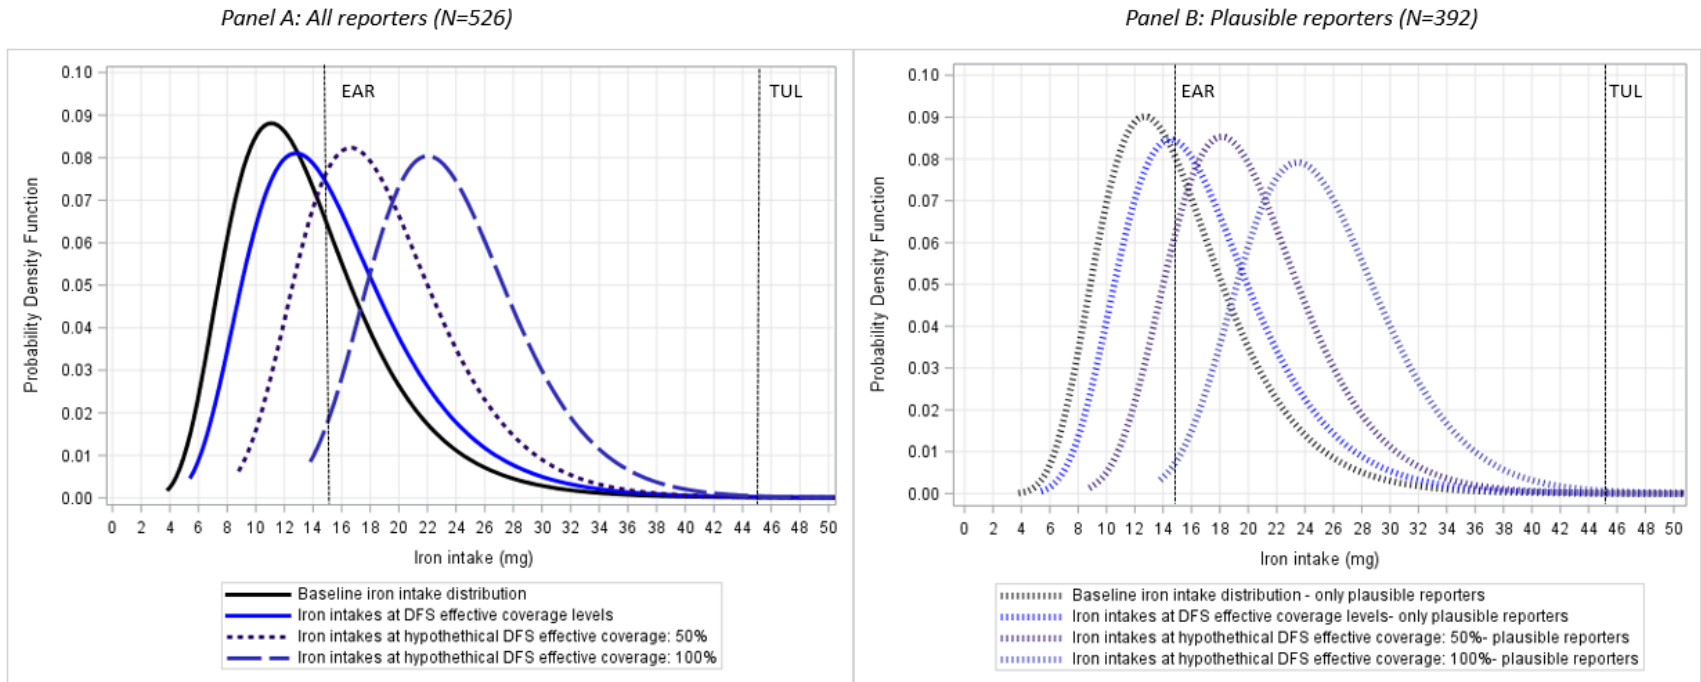 Panel A: All reporters (N=526)
Panel B: Plausible reporters (N=392)
0.10
0.09
0.08
0.07
0.06
0.05
0.04
0.03
0.02
0.01
0.00
Probability Density Function
EAR
TUL
0 2 4 6 8 10 12 14 16 18 20 22 24 26 28 30 32 34 36 38 40 42 44 46 48 50
Iron intake (mg)
Baseline iron intake distribution
Iron intakes at DFS effective coverage levels
Iron intakes at hypothethical DFS effective coverage: 50%
Iron intakes at hypothethical DFS effective coverage: 100%
0.10
0.09
0.08
0.07
0.06
0.05
0.04
0.03
0.02
0.01
0.00
Probability Density Function
EAR
TUL
0 2 4 6 8 10 12 14 16 18 20 22 24 26 28 30 32 34 36 38 40 42 44 46 48 50
Iron intake (mg)
Baseline iron intake distribution - only plausible reporters
Iron intakes at DFS effective coverage levels- only plausible reporters
Iron intakes at hypothethical DFS effective coverage: 50%- plausible reporters
Iron intakes at hypothethical DFS effective coverage: 100%- plausible reporters